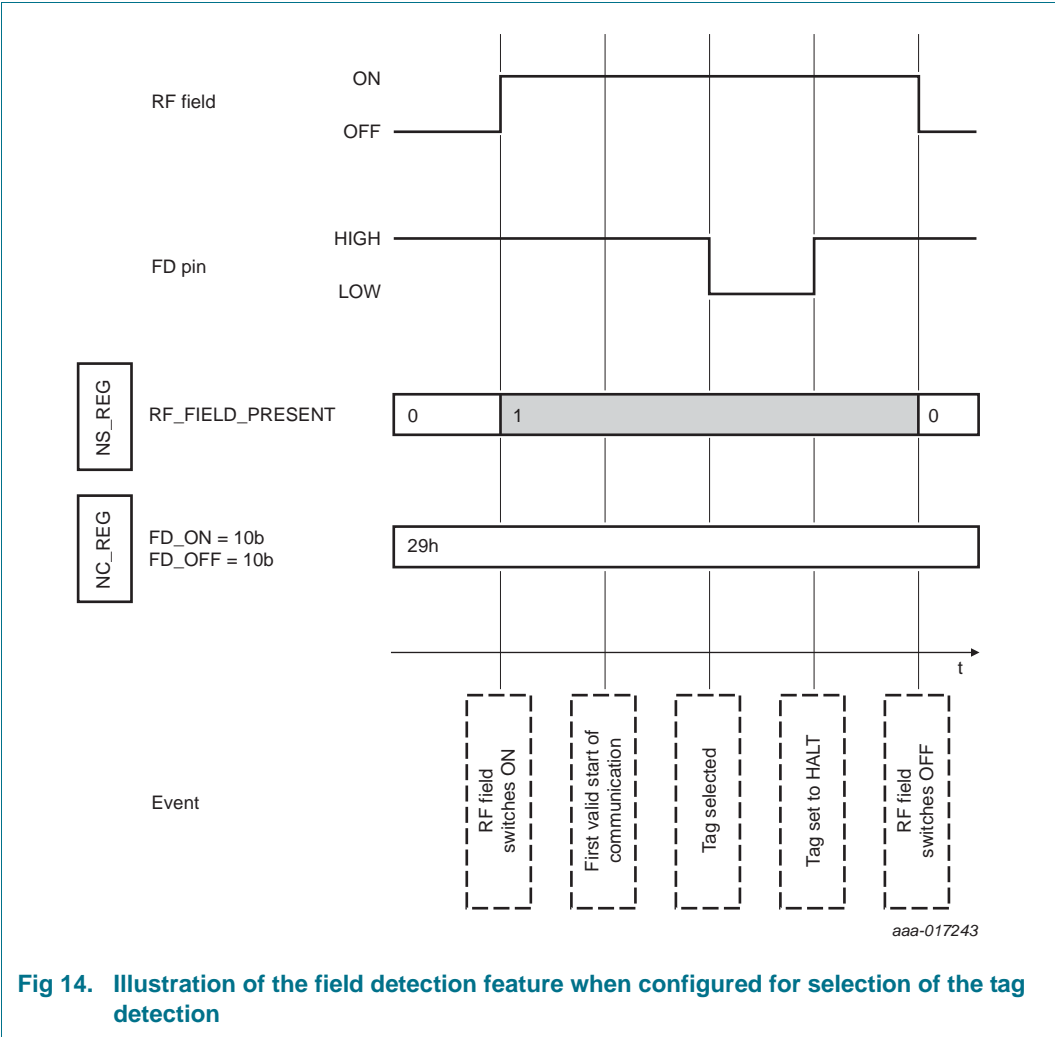 RF field
ON
OFF
FD pin
HIGH
LOW
NS_REG
RF_FIELD_PRESENT
0
1
0
NC_REG
FD_ON = 10b
FD_OFF = 10b
29h
t
Event
RF field
switches ON
First valid start of
communication
Tag selected
Tag set to HALT
RF field
switches OFF
aaa-017243
Fig 14. Illustration of the field detection feature when configured for selection of the tag
detection